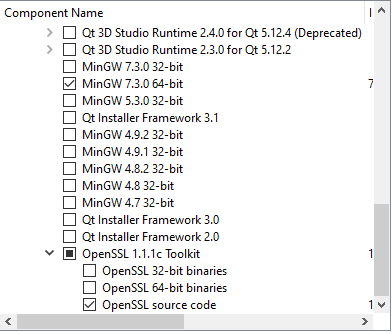 Component Name
Qt 3D Studio Runtime 2.4.0 for Qt 5.12.4 (Deprecated)
Qt 3D Studio Runtime 2.3.0 for Qt 5.12.2
MinGW 7.3.0 32-bit
MinGW 7.3.0 64-bit 7
MinGW 5.3.0 32-bit
Qt Installer Framework 3.1
MinGW 4.9.2 32-bit
MinGW 4.9.1 32-bit
MinGW 4.8.2 32-bit
MinGW 4.8 32-bit
MinGW 4.7 32-bit
Qt Installer Framework 3.0
Qt Installer Framework 2.0
OpenSSL 1.1.1c Toolkit 1
OpenSSL 32-bit binaries
OpenSSL 64-bit binaries
OpenSSL source code 1